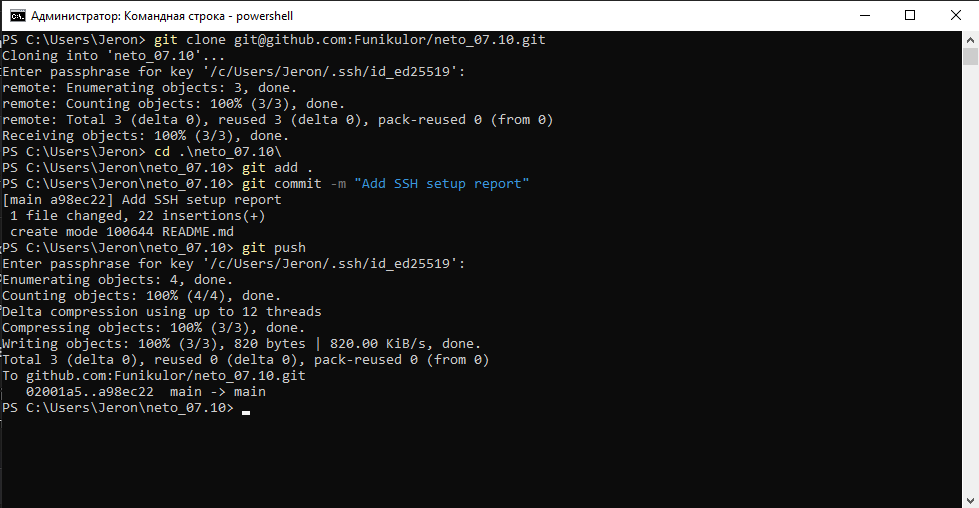 Администратор: Командная строка - powershell
PS C:\Users\Jeron> git clone git@github.com:Funikulor/neto_07.10.git
Cloning into 'neto_07.10'...
Enter passphrase for key '/c/Users/Jeron/.ssh/id_ed25519':
remote: Enumerating objects: 3, done.
remote: Counting objects: 100% (3/3), done.
remote: Total 3 (delta 0), reused 3 (delta 0), pack-reused 0 (from 0)
Receiving objects: 100% (3/3), done.
PS C:\Users\Jeron> cd .\neto_07.10\
PS C:\Users\Jeron\neto_07.10> git add .
PS C:\Users\Jeron\neto_07.10> git commit -m "Add SSH setup report"
[main a98ec22] Add SSH setup report
 1 file changed, 22 insertions(+)
 create mode 100644 README.md
PS C:\Users\Jeron\neto_07.10> git push
Enter passphrase for key '/c/Users/Jeron/.ssh/id_ed25519':
Enumerating objects: 4, done.
Counting objects: 100% (4/4), done.
Delta compression using up to 12 threads
Compressing objects: 100% (3/3), done.
Writing objects: 100% (3/3), 820 bytes | 820.00 KiB/s, done.
Total 3 (delta 0), reused 0 (delta 0), pack-reused 0 (from 0)
To github.com:Funikulor/neto_07.10.git
   02001a5..a98ec22  main -> main
PS C:\Users\Jeron\neto_07.10>